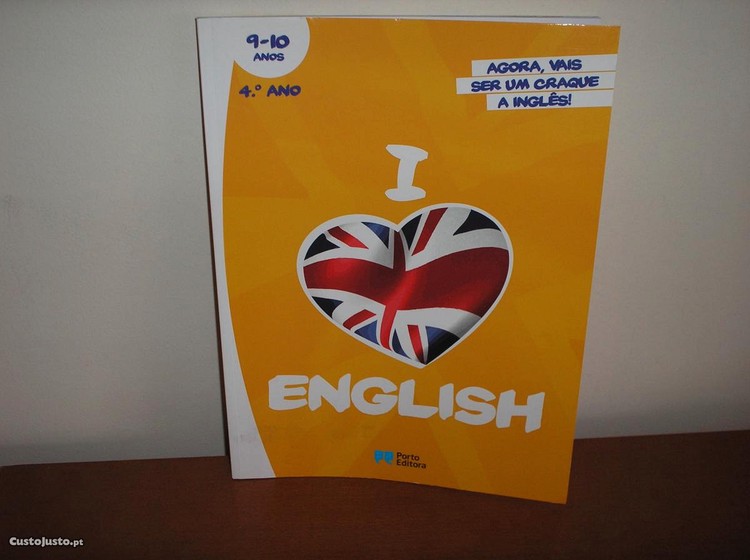 9-10
ANOS
4.º ANO
AGORA, VAIS
SER UM CRAQUE
A INGLÊS!
I
ENGLISH
Porto
Editora
CustoJusto.pt